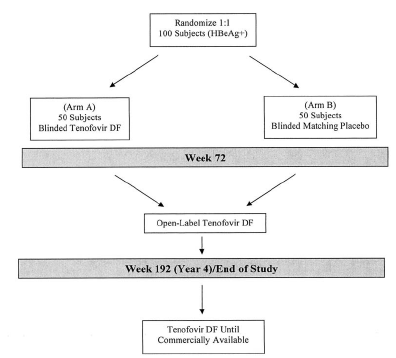 Randomize 1:1
100 Subjects (HBeAg+)
(Arm A)
50 Subjects
Blinded Tenofovir DF
(Arm B)
50 Subjects
Blinded Matching Placebo
Week 72
Open-Label Tenofovir DF
Week 192 (Year 4)/End of Study
Tenofovir DF Until
Commercially Available